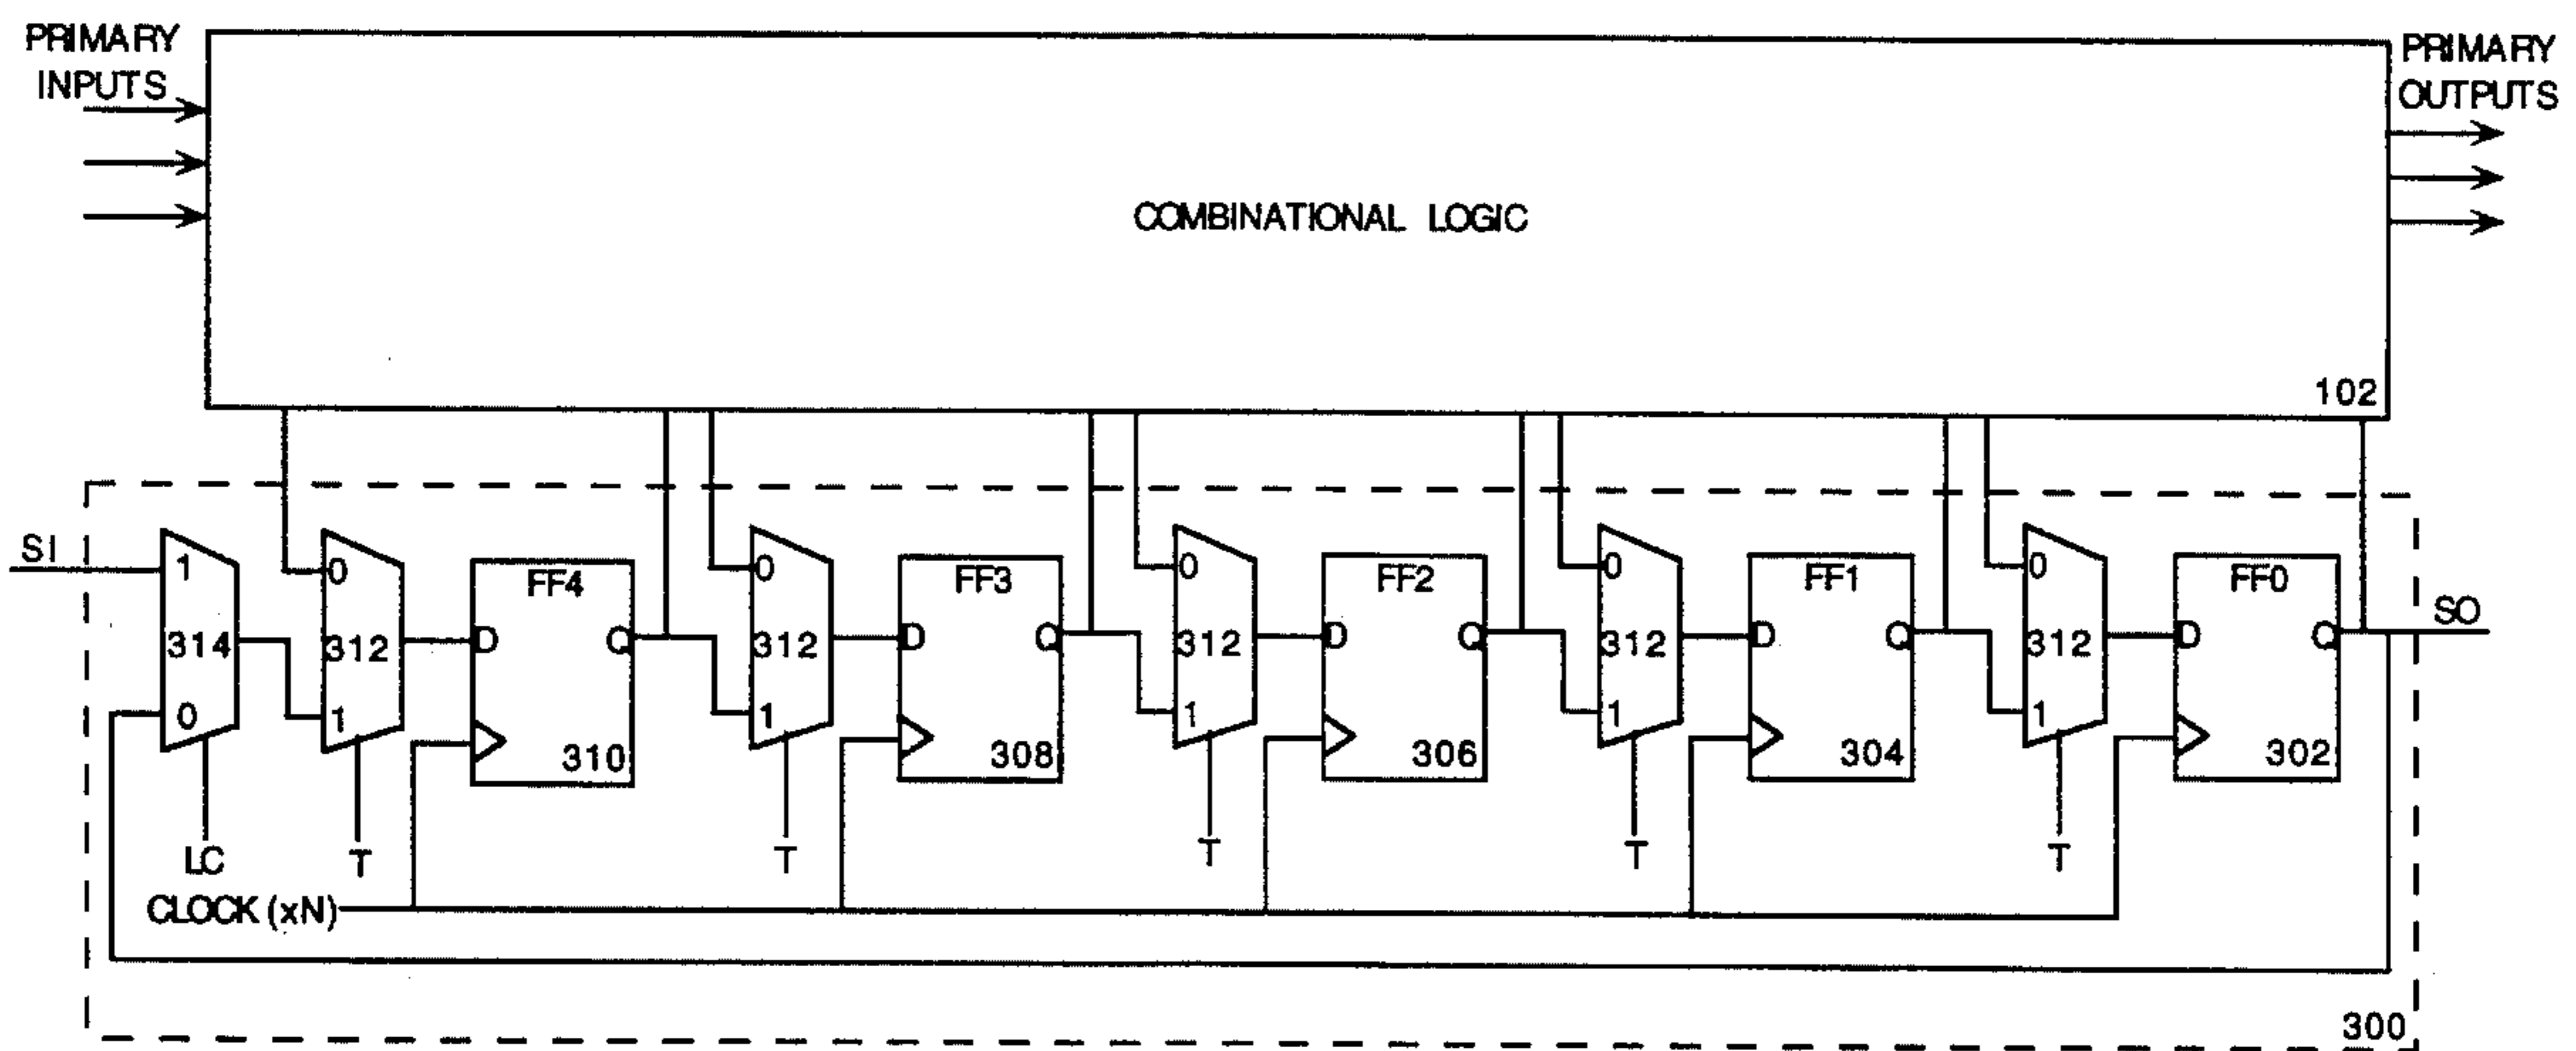 PRIMARY
INPUTS
PRIMARY
OUTPUTS
COMBINATIONAL LOGIC
102
SI
1
314
0
LC
0
312
1
T
FF4
D
Q
310
0
312
1
T
FF3
D
Q
308
0
312
1
T
FF2
D
Q
306
0
312
1
T
FF1
D
Q
304
0
312
1
T
FF0
D
Q
302
SO
CLOCK (xN)
300